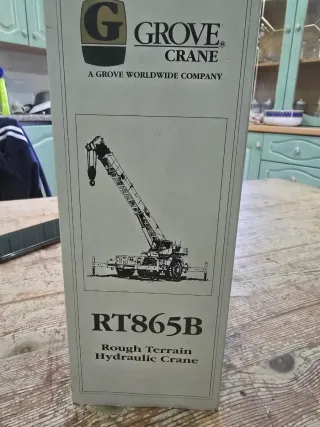 G
GROVE®
CRANE
A GROVE WORLDWIDE COMPANY
RT865B
Rough Terrain
Hydraulic Crane